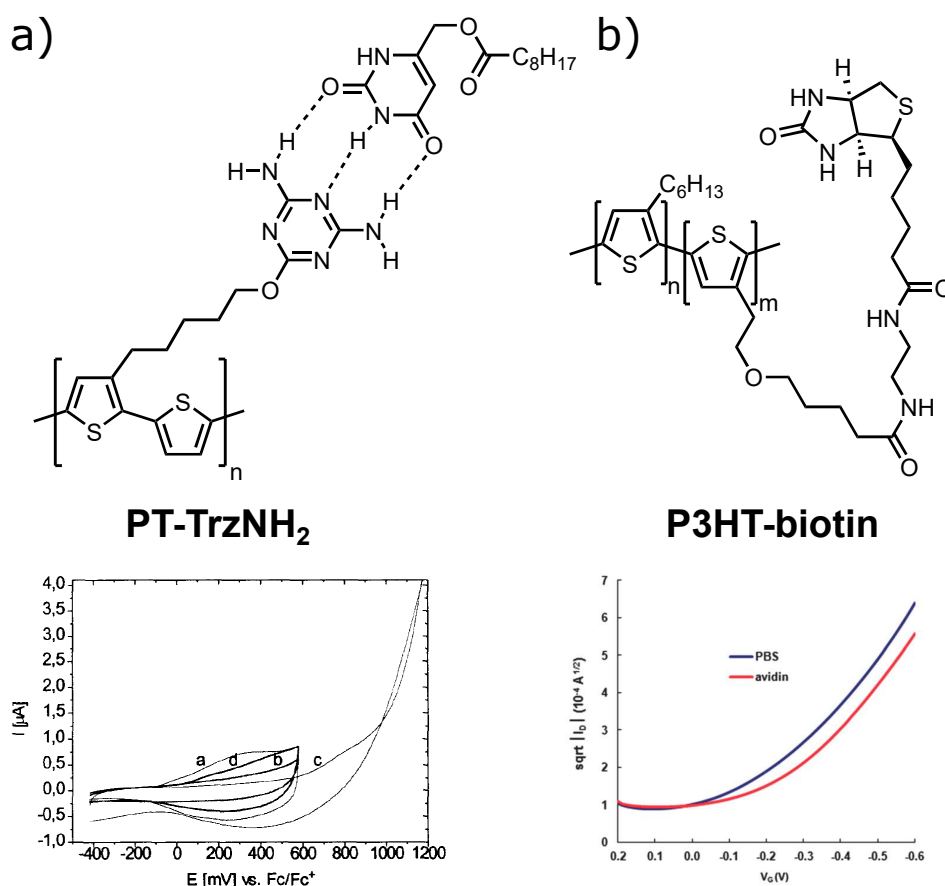 a)
O
HN
C8H17
O
O
N
H
H
O
H–N
N
H
N
N
N
H
O
S
S
n
PT-TrzNH2
b)
H
HN
S
O
N
H
H
C6H13
S
S
n
m
O
HN
O
NH
O
P3HT-biotin
4,0
3,5
3,0
2,5
2,0
1,5
1,0
0,5
0,0
-0,5
-1,0
I [µA]
a d b c
-400 -200 0 200 400 600 800 1000 1200
E [mV] vs. Fc/Fc+
7
6
5
4
3
2
1
0
sqrt |ID| (10-4 A1/2)
PBS
avidin
0.2 0.1 0.0 -0.1 -0.2 -0.3 -0.4 -0.5 -0.6
VG (V)